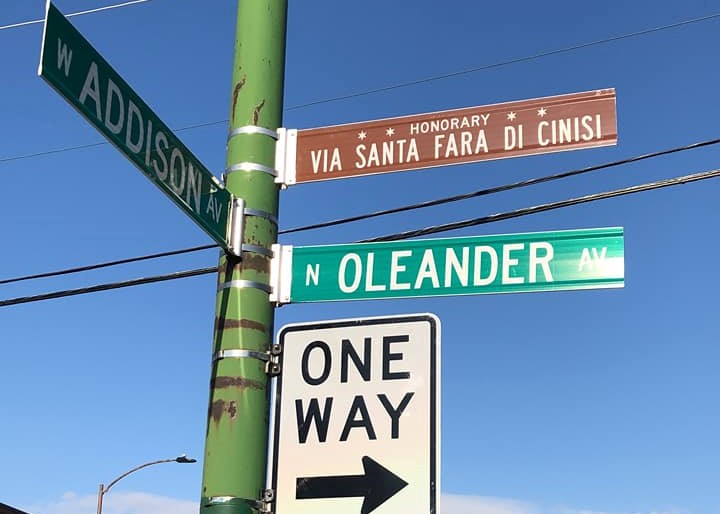 W ADDISON AV
HONORARY
VIA SANTA FARA DI CINISI
N OLEANDER AV
ONE
WAY